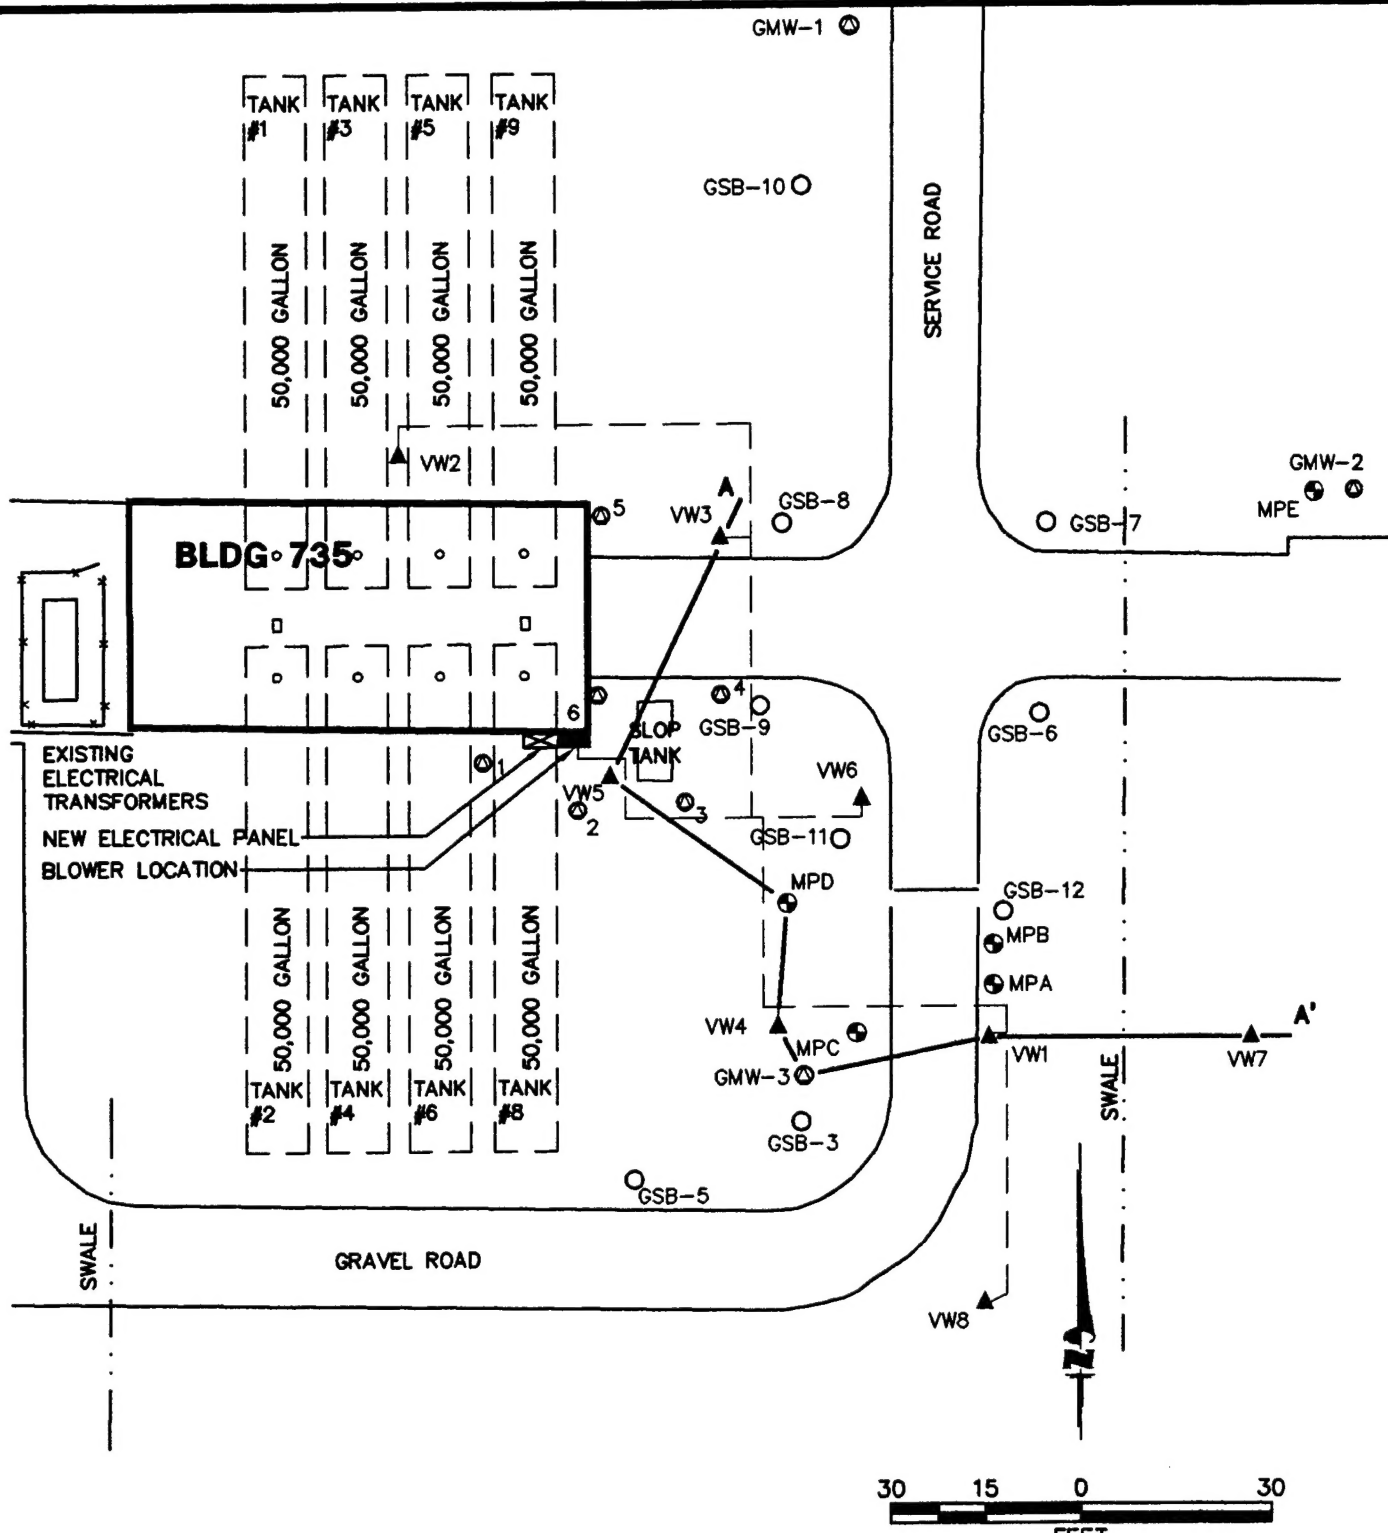 GMW-1
TANK #1
TANK #3
TANK #5
TANK #9
GSB-10
SERVICE ROAD
50,000 GALLON
50,000 GALLON
50,000 GALLON
50,000 GALLON
VW2
A
VW3
GSB-8
GSB-7
GMW-2
MPE
5
BLDG 735
6
4
GSB-9
GSB-6
SLOP
TANK
EXISTING
ELECTRICAL
TRANSFORMERS
1
VW5
VW6
2
3
NEW ELECTRICAL PANEL
GSB-11
BLOWER LOCATION
MPD
GSB-12
MPB
MPA
50,000 GALLON
50,000 GALLON
50,000 GALLON
50,000 GALLON
VW4
MPC
A'
VW1
VW7
GMW-3
TANK #2
TANK #4
TANK #6
TANK #8
SWALE
GSB-3
GSB-5
SWALE
GRAVEL ROAD
VW8
N
30 15 0 30
FEET